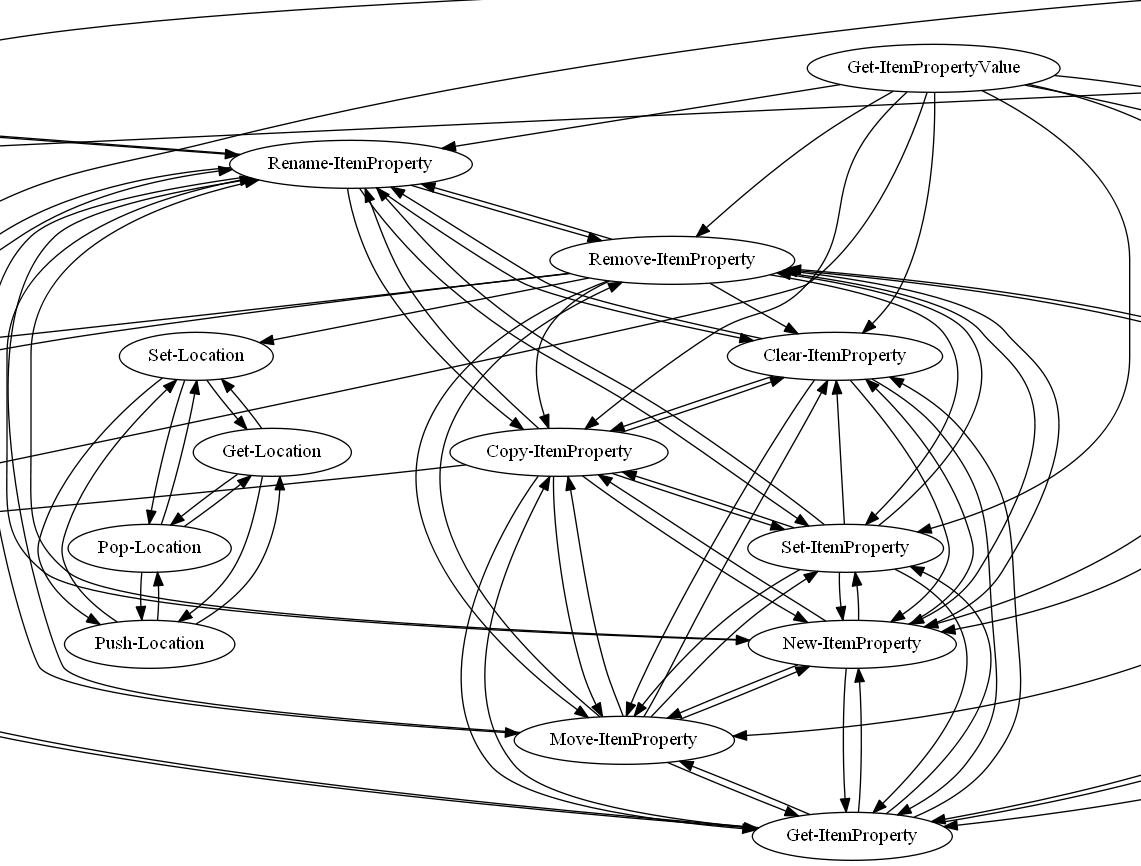 Get-ItemPropertyValue
Rename-ItemProperty
Remove-ItemProperty
Set-Location
Clear-ItemProperty
Get-Location
Copy-ItemProperty
Pop-Location
Set-ItemProperty
Push-Location
New-ItemProperty
Move-ItemProperty
Get-ItemProperty